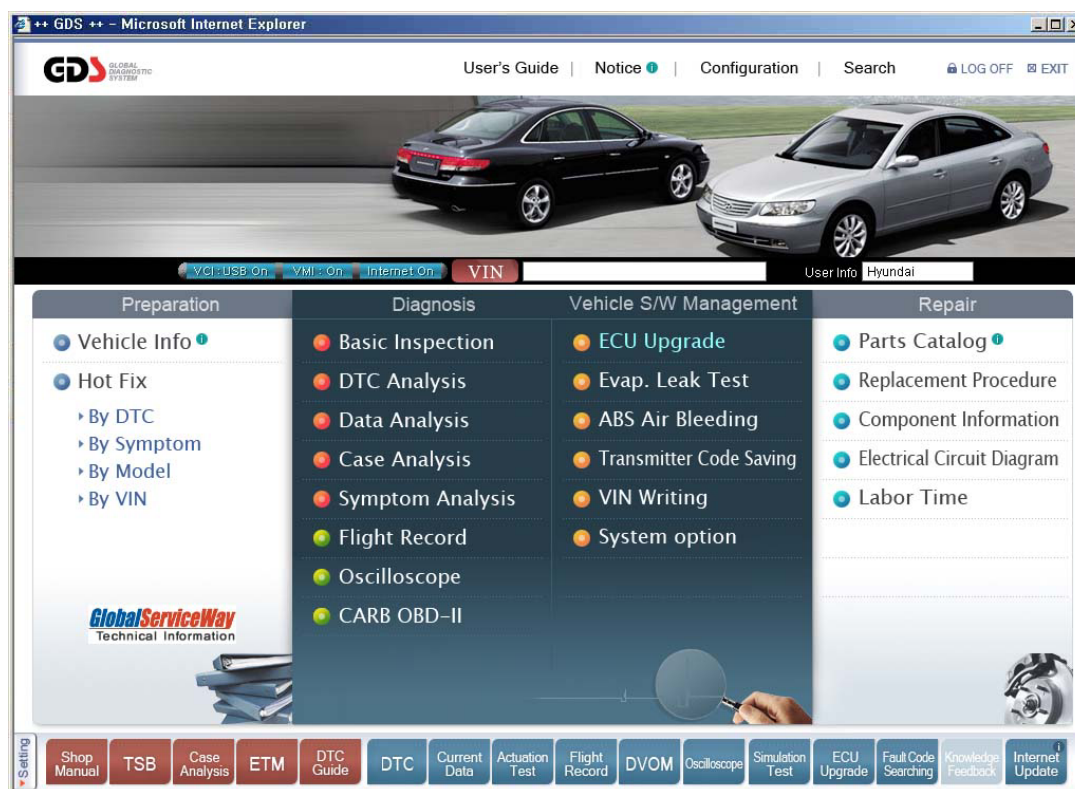 ++ GDS ++ - Microsoft Internet Explorer
GDS GLOBAL DIAGNOSTIC SYSTEM
User's Guide | Notice | Configuration | Search LOG OFF EXIT
VCI : USB On VMI : On Internet On VIN User Info Hyundai
Preparation
Vehicle Info
Hot Fix
By DTC
By Symptom
By Model
By VIN
GlobalServiceWay
Technical Information
Diagnosis
Basic Inspection
DTC Analysis
Data Analysis
Case Analysis
Symptom Analysis
Flight Record
Oscilloscope
CARB OBD-II
Vehicle S/W Management
ECU Upgrade
Evap. Leak Test
ABS Air Bleeding
Transmitter Code Saving
VIN Writing
System option
Repair
Parts Catalog
Replacement Procedure
Component Information
Electrical Circuit Diagram
Labor Time
Setting
Shop Manual
TSB
Case Analysis
ETM
DTC Guide
DTC
Current Data
Actuation Test
Flight Record
DVOM
Oscilloscope
Simulation Test
ECU Upgrade
Fault Code Searching
Knowledge Feedback
Internet Update